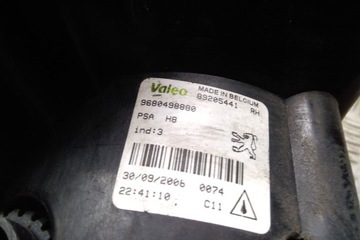 Valeo MADE IN BELGIUM
89205441 RH
9680498880
PSA H8
ind:3
30/09/2006 0074
22:41:10 C11